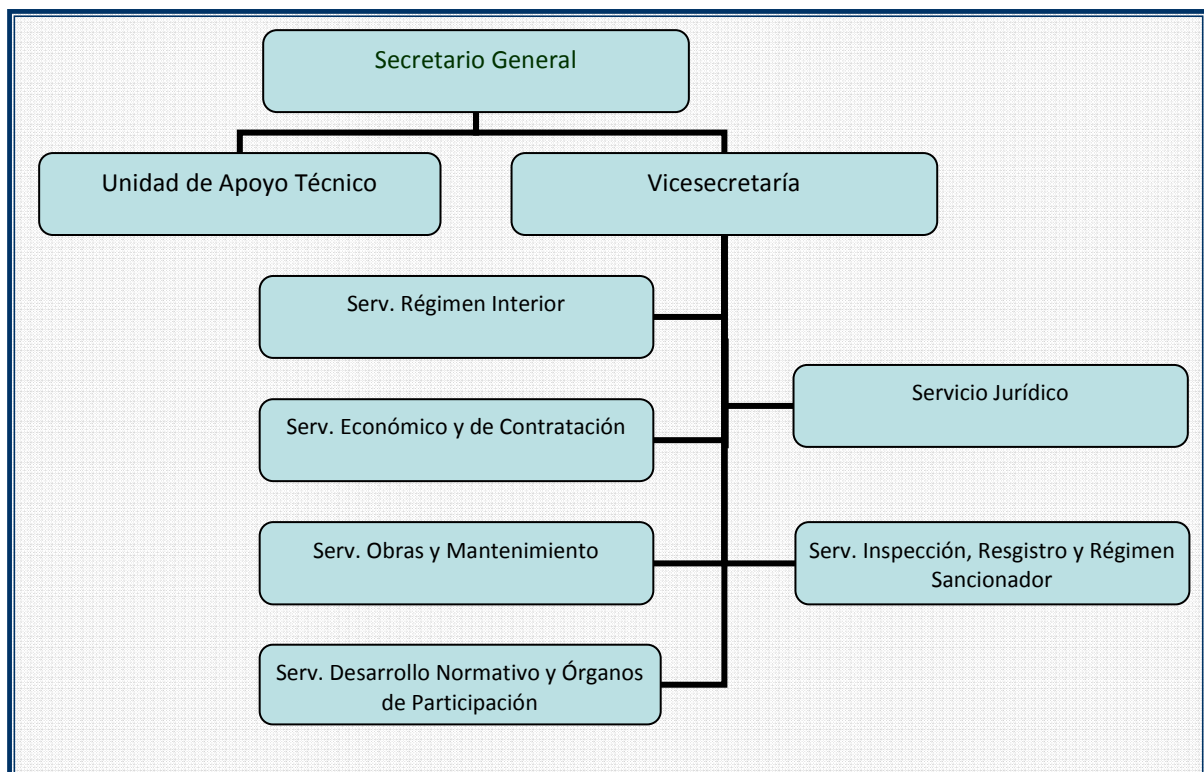 Secretario General
Unidad de Apoyo Técnico
Vicesecretaría
Serv. Régimen Interior
Servicio Jurídico
Serv. Económico y de Contratación
Serv. Obras y Mantenimiento
Serv. Inspección, Resgistro y Régimen
Sancionador
Serv. Desarrollo Normativo y Órganos
de Participación